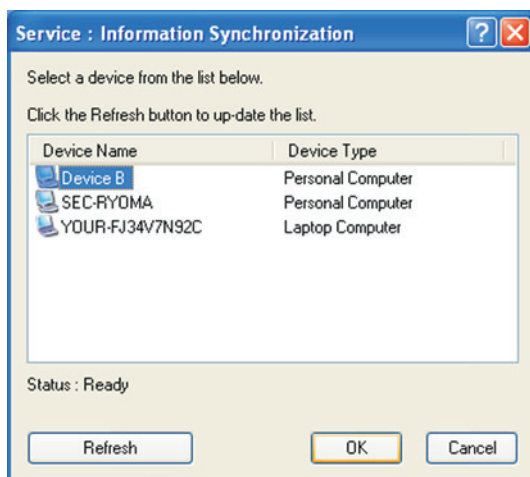 Service : Information Synchronization
Select a device from the list below.
Click the Refresh button to up-date the list.
Device Name Device Type
Device B Personal Computer
SEC-RYOMA Personal Computer
YOUR-FJ34V7N92C Laptop Computer
Status : Ready
Refresh OK Cancel